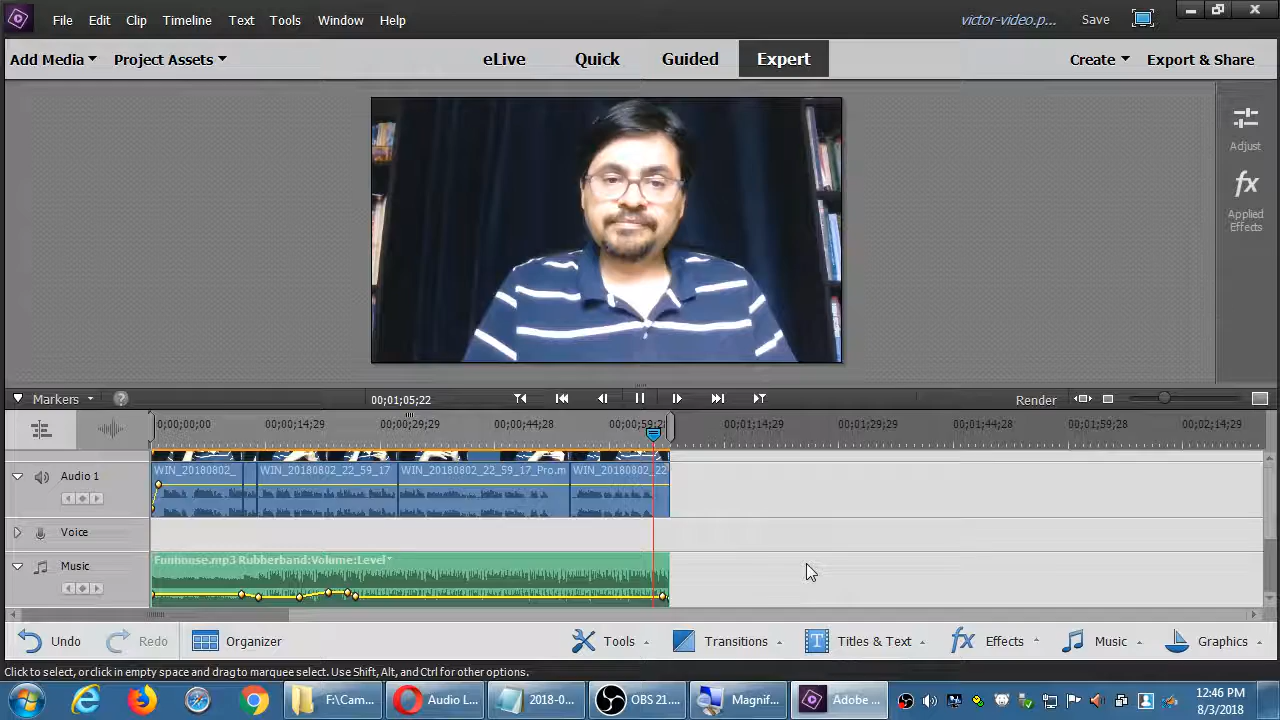 File Edit Clip Timeline Text Tools Window Help victor-video.p... Save
Add Media Project Assets eLive Quick Guided Expert Create Export & Share
Adjust
fx
Applied
Effects
Markers ? 00;01;05;22 Render
0;00;00;00 00;00;14;29 00;00;29;29 00;00;44;28 00;00;59;2 00;01;14;29 00;01;29;29 00;01;44;28 00;01;59;28 00;02;14;29
Audio 1 WIN_20180802_ WIN_20180802_22_59_17 WIN_20180802_22_59_17_Pro.m WIN_20180802_22
Voice
Music Funhouse.mp3 Rubberband:Volume:Level
Undo Redo Organizer Tools Transitions T Titles & Text fx Effects Music Graphics
Click to select, or click in empty space and drag to marquee select. Use Shift, Alt, and Ctrl for other options.
F:\Cam... Audio L... 2018-0... OBS 21.... Magnif... Adobe ... 12:46 PM
8/3/2018